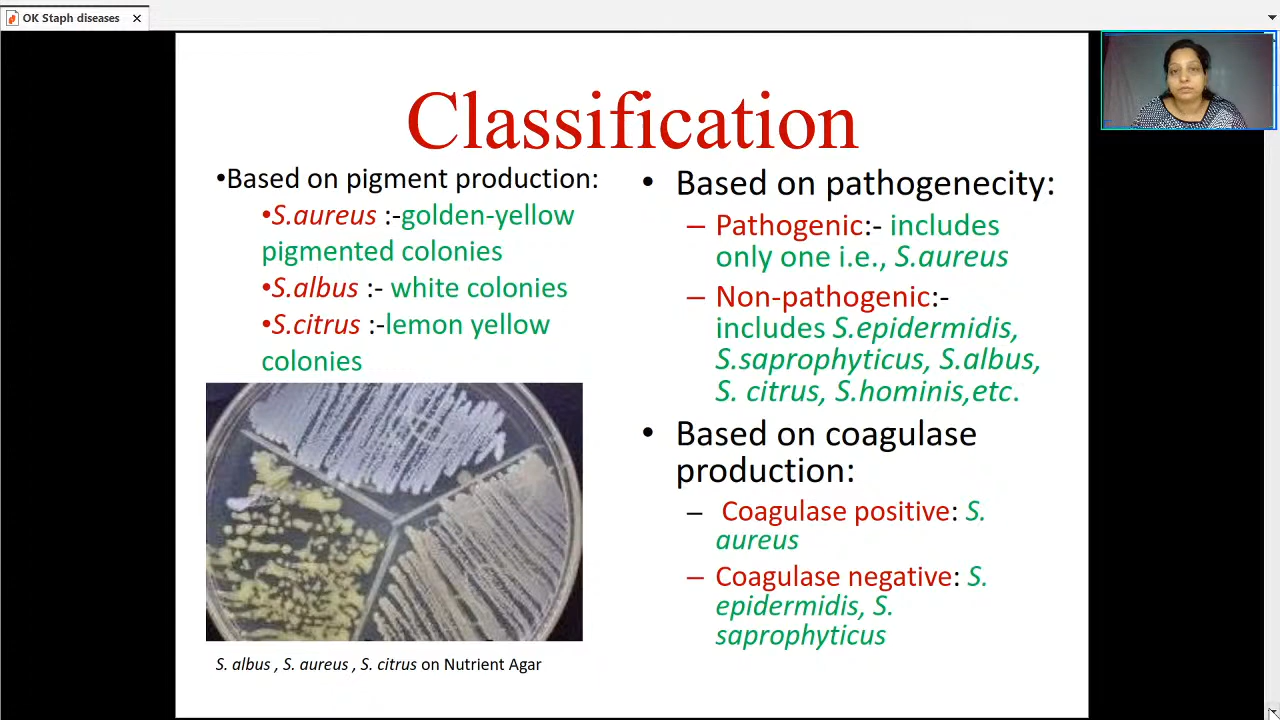 OK Staph diseases
Classification
•Based on pigment production:
•S.aureus :-golden-yellow
pigmented colonies
•S.albus :- white colonies
•S.citrus :-lemon yellow
colonies
S. albus , S. aureus , S. citrus on Nutrient Agar
• Based on pathogenecity:
– Pathogenic:- includes
only one i.e., S.aureus
– Non-pathogenic:-
includes S.epidermidis,
S.saprophyticus, S.albus,
S. citrus, S.hominis,etc.
• Based on coagulase
production:
– Coagulase positive: S.
aureus
– Coagulase negative: S.
epidermidis, S.
saprophyticus